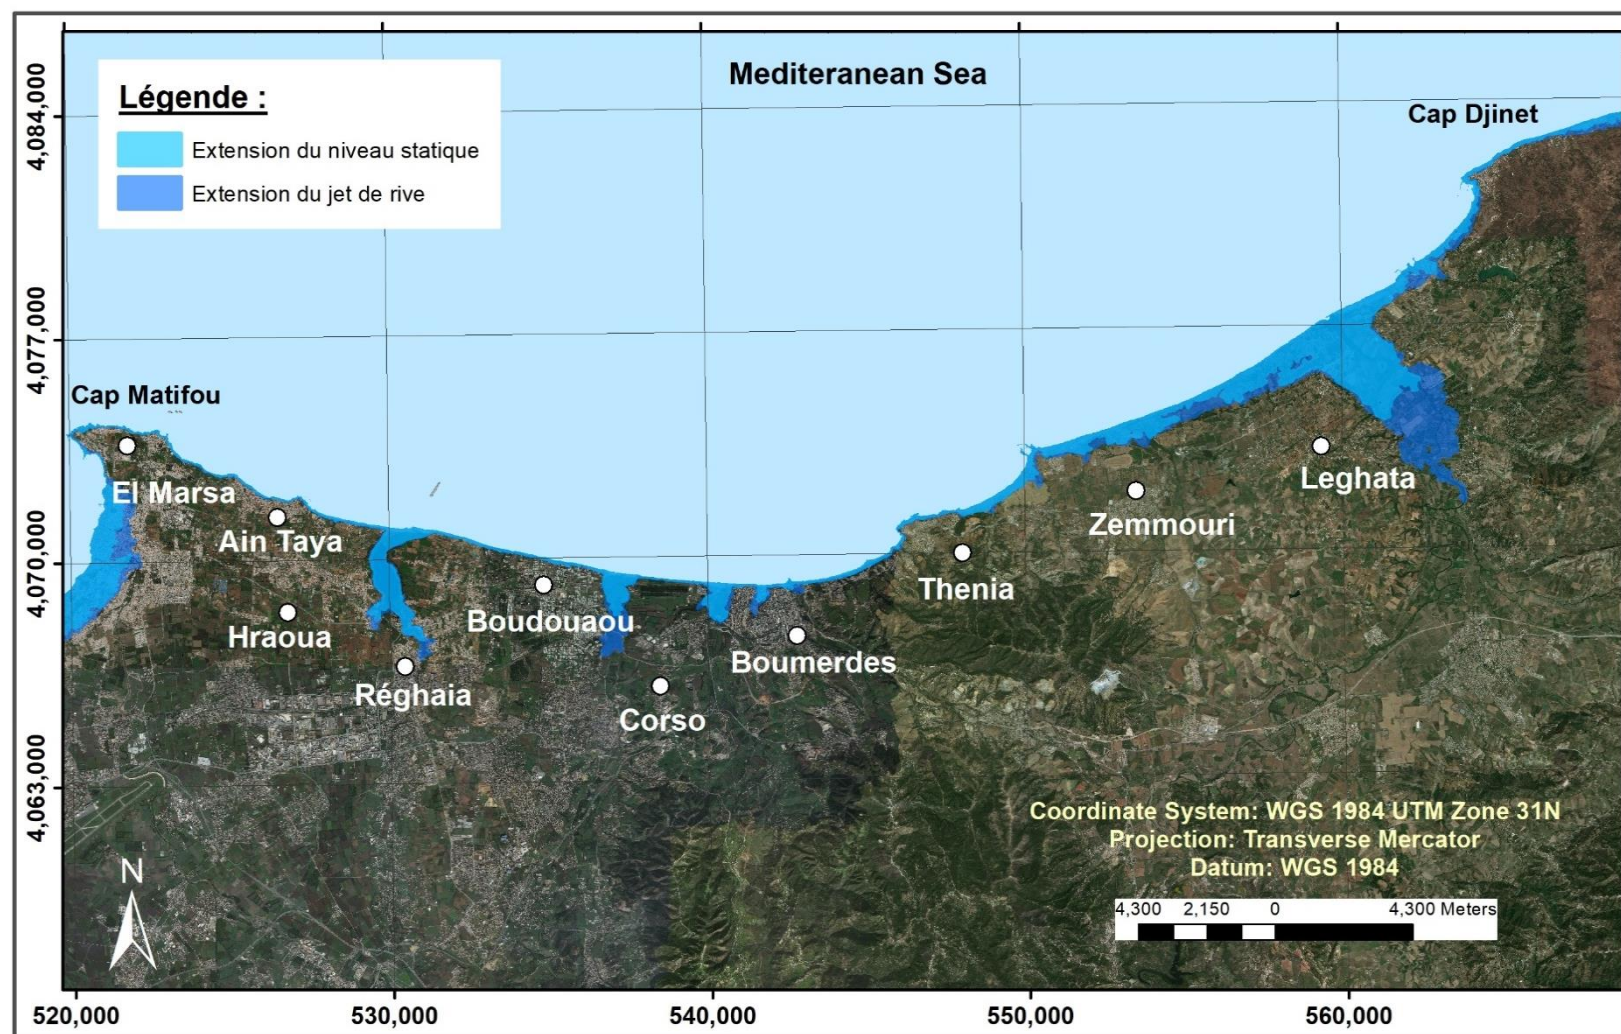 Mediteranean Sea
Légende :
Extension du niveau statique
Extension du jet de rive
Cap Djinet
4,084,000
4,077,000
4,070,000
4,063,000
Cap Matifou
El Marsa
Ain Taya
Hraoua
Réghaia
Boudouaou
Corso
Boumerdes
Thenia
Zemmouri
Leghata
Coordinate System: WGS 1984 UTM Zone 31N
Projection: Transverse Mercator
Datum: WGS 1984
4,300 2,150 0 4,300 Meters
N
520,000 530,000 540,000 550,000 560,000